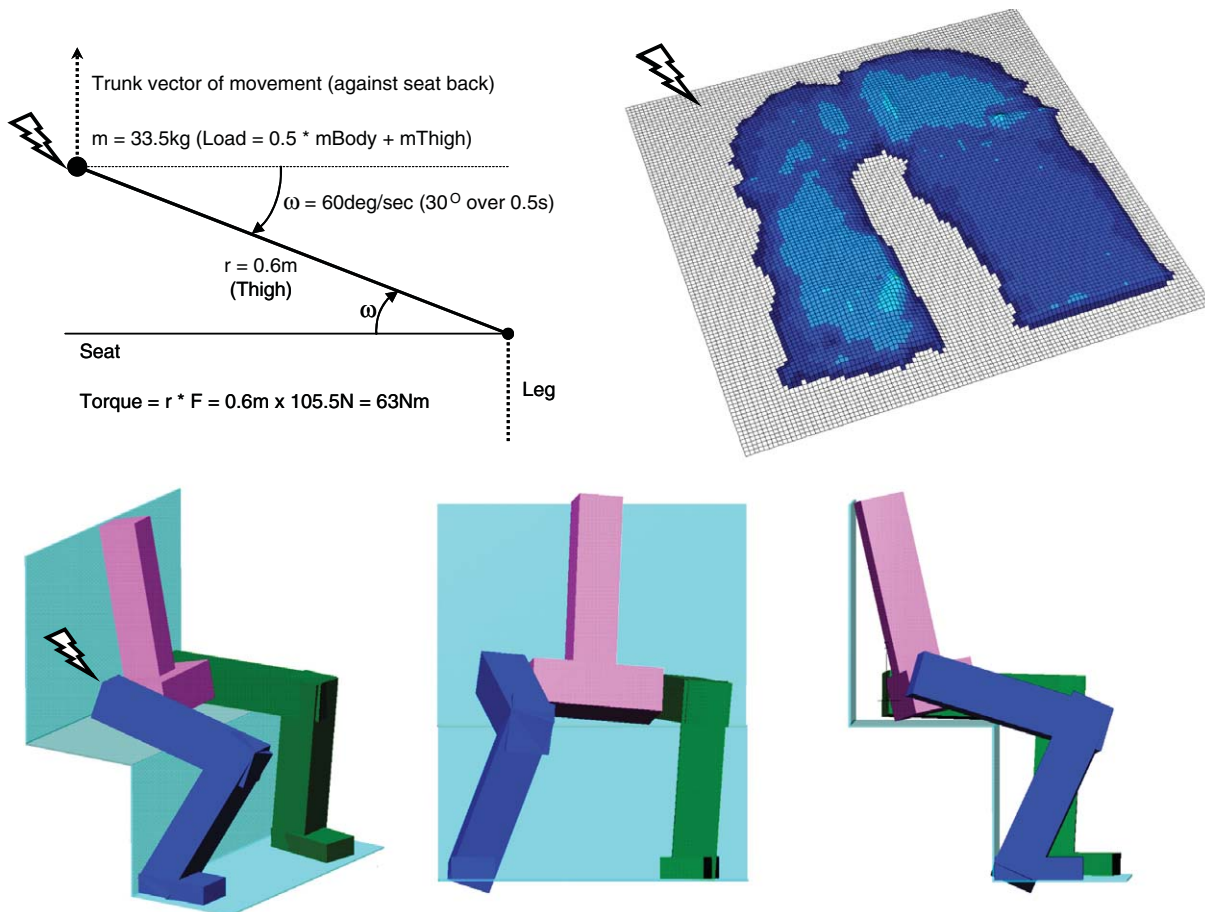 Trunk vector of movement (against seat back)
m = 33.5kg (Load = 0.5 * mBody + mThigh)
ω = 60deg/sec (30 O over 0.5s)
r = 0.6m
(Thigh)
ω
Seat
Leg
Torque = r * F = 0.6m x 105.5N = 63Nm